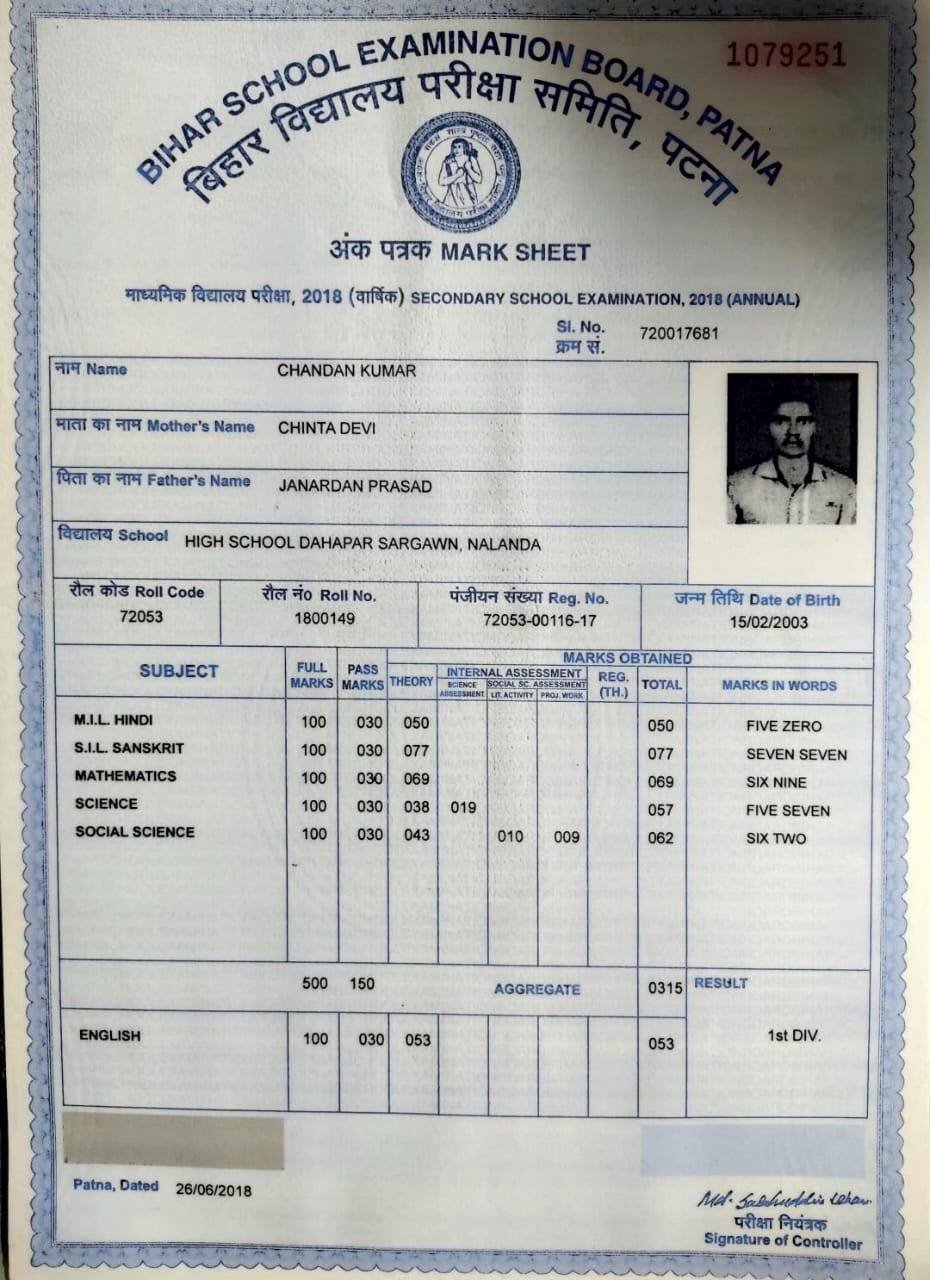 1079251
BIHAR SCHOOL EXAMINATION BOARD, PATNA
बिहार विद्यालय परीक्षा समिति, पटना
अंक पत्रक MARK SHEET
माध्यमिक विद्यालय परीक्षा, 2018 (वार्षिक) SECONDARY SCHOOL EXAMINATION, 2018 (ANNUAL)
Sl. No. 720017681
क्रम सं.
नाम Name CHANDAN KUMAR
माता का नाम Mother's Name CHINTA DEVI
पिता का नाम Father's Name JANARDAN PRASAD
विद्यालय School HIGH SCHOOL DAHAPAR SARGAWN, NALANDA
रौल कोड Roll Code रौल नं० Roll No. पंजीयन संख्या Reg. No. जन्म तिथि Date of Birth
72053 1800149 72053-00116-17 15/02/2003
MARKS OBTAINED
SUBJECT FULL MARKS PASS MARKS THEORY INTERNAL ASSESSMENT REG. (TH.) TOTAL MARKS IN WORDS
SCIENCE ASSESSMENT SOCIAL SC. ASSESSMENT
LIT. ACTIVITY PROJ. WORK
M.I.L. HINDI 100 030 050 050 FIVE ZERO
S.I.L. SANSKRIT 100 030 077 077 SEVEN SEVEN
MATHEMATICS 100 030 069 069 SIX NINE
SCIENCE 100 030 038 019 057 FIVE SEVEN
SOCIAL SCIENCE 100 030 043 010 009 062 SIX TWO
500 150 AGGREGATE 0315 RESULT
ENGLISH 100 030 053 053 1st DIV.
Patna, Dated 26/06/2018
परीक्षा नियंत्रक
Signature of Controller